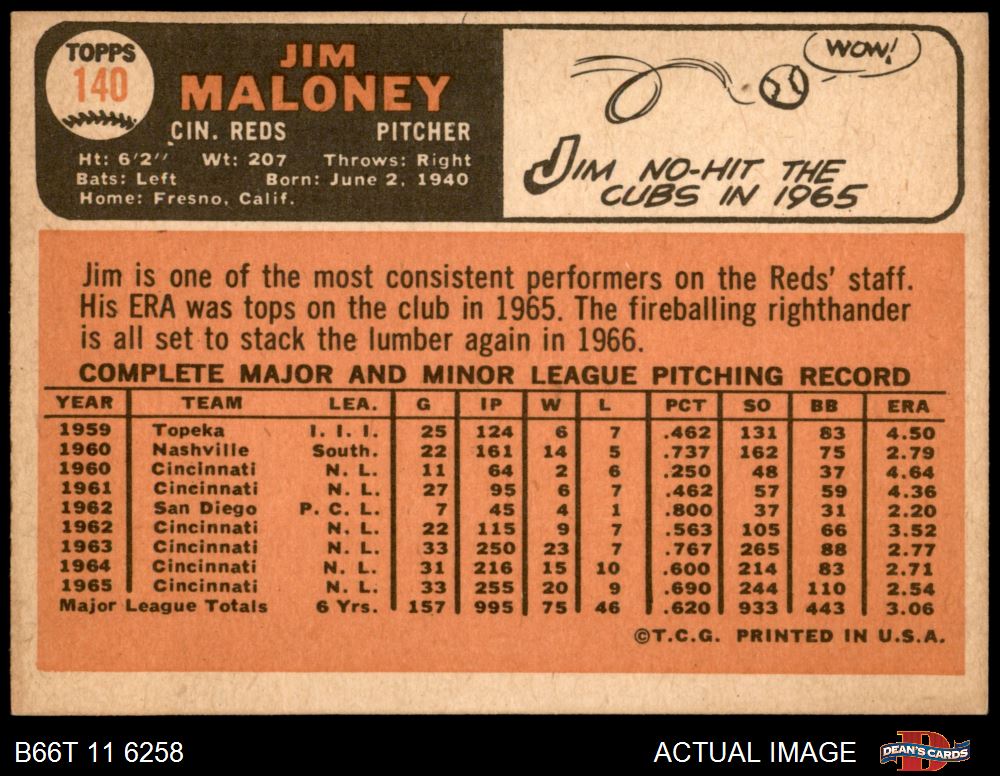 TOPPS
140
JIM
MALONEY
CIN. REDS PITCHER
Ht: 6'2" Wt: 207 Throws: Right
Bats: Left Born: June 2, 1940
Home: Fresno, Calif.
WOW!
JIM NO-HIT THE
CUBS IN 1965
Jim is one of the most consistent performers on the Reds' staff.
His ERA was tops on the club in 1965. The fireballing righthander
is all set to stack the lumber again in 1966.
COMPLETE MAJOR AND MINOR LEAGUE PITCHING RECORD
YEAR TEAM LEA. G IP W L PCT SO BB ERA
1959 Topeka I. I. I. 25 124 6 7 .462 131 83 4.50
1960 Nashville South. 22 161 14 5 .737 162 75 2.79
1960 Cincinnati N. L. 11 64 2 6 .250 48 37 4.64
1961 Cincinnati N. L. 27 95 6 7 .462 57 59 4.36
1962 San Diego P. C. L. 7 45 4 1 .800 37 31 2.20
1962 Cincinnati N. L. 22 115 9 7 .563 105 66 3.52
1963 Cincinnati N. L. 33 250 23 7 .767 265 88 2.77
1964 Cincinnati N. L. 31 216 15 10 .600 214 83 2.71
1965 Cincinnati N. L. 33 255 20 9 .690 244 110 2.54
Major League Totals 6 Yrs. 157 995 75 46 .620 933 443 3.06
©T.C.G. PRINTED IN U.S.A.
B66T 11 6258 ACTUAL IMAGE DEAN'S CARDS